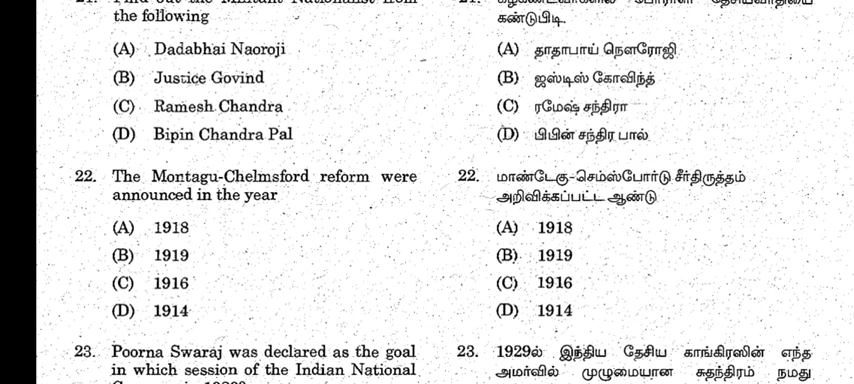 the following
(A) Dadabhai Naoroji
(B) Justice Govind
(C) Ramesh Chandra
(D) Bipin Chandra Pal
22. The Montagu-Chelmsford reform were
announced in the year
(A) 1918
(B) 1919
(C) 1916
(D) 1914
23. Poorna Swaraj was declared as the goal
in which session of the Indian National
கண்டுபிடி.
(A) தாதாபாய் நௌரோஜி
(B) ஜஸ்டிஸ் கோவிந்த்
(C) ரமேஷ் சந்திரா
(D) பிபின் சந்திர பால்
22. மாண்டேகு-செம்ஸ்போர்டு சீர்திருத்தம்
அறிவிக்கப்பட்ட ஆண்டு
(A) 1918
(B) 1919
(C) 1916
(D) 1914
23. 1929ல் இந்திய தேசிய காங்கிரஸின் எந்த
அமர்வில் முழுமையான சுதந்திரம் நமது